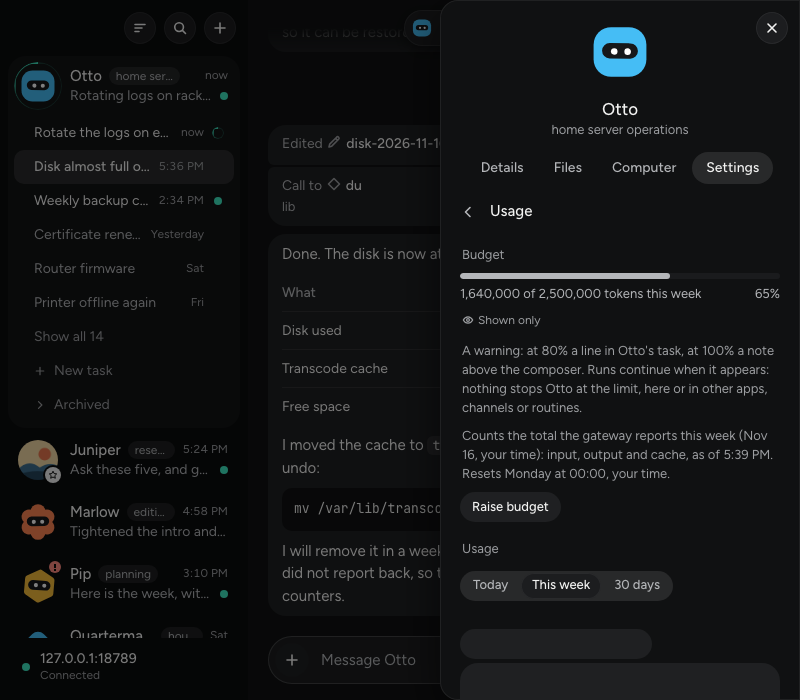 Otto
home ser...
now
Rotating logs on rack...
Rotate the logs on e...
now
Disk almost full o...
5:36 PM
Weekly backup c...
2:34 PM
Certificate rene...
Yesterday
Router firmware
Sat
Printer offline again
Fri
Show all 14
New task
Archived
Juniper
rese...
5:24 PM
Ask these five, and g...
Marlow
editi...
4:58 PM
Tightened the intro and...
Pip
planning
3:10 PM
Here is the week, wit...
Quarterma
hou
Sat
127.0.0.1:18789
Connected
so it can be restore
Edited
disk-2026-11-1
Call to
du
lib
Done. The disk is now at
What
Disk used
Transcode cache
Free space
I moved the cache to
undo:
mv /var/lib/transco
I will remove it in a week
did not report back, so t
counters.
Message Otto
Otto
home server operations
Details
Files
Computer
Settings
Usage
Budget
1,640,000 of 2,500,000 tokens this week
65%
Shown only
A warning: at 80% a line in Otto's task, at 100% a note
above the composer. Runs continue when it appears:
nothing stops Otto at the limit, here or in other apps,
channels or routines.
Counts the total the gateway reports this week (Nov
16, your time): input, output and cache, as of 5:39 PM.
Resets Monday at 00:00, your time.
Raise budget
Usage
Today
This week
30 days